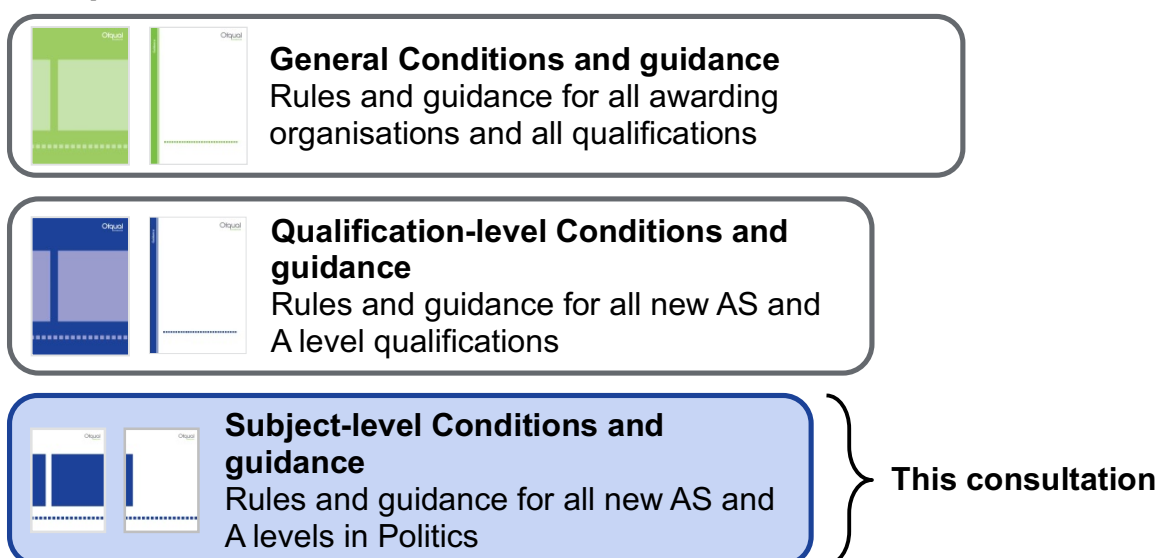 Ofqual
Ofqual
General Conditions and guidance
Rules and guidance for all awarding
organisations and all qualifications
Ofqual
Ofqual
Qualification-level Conditions and
guidance
Rules and guidance for all new AS and
A level qualifications
Ofqual
Ofqual
Subject-level Conditions and
guidance
Rules and guidance for all new AS and
A levels in Politics
This consultation